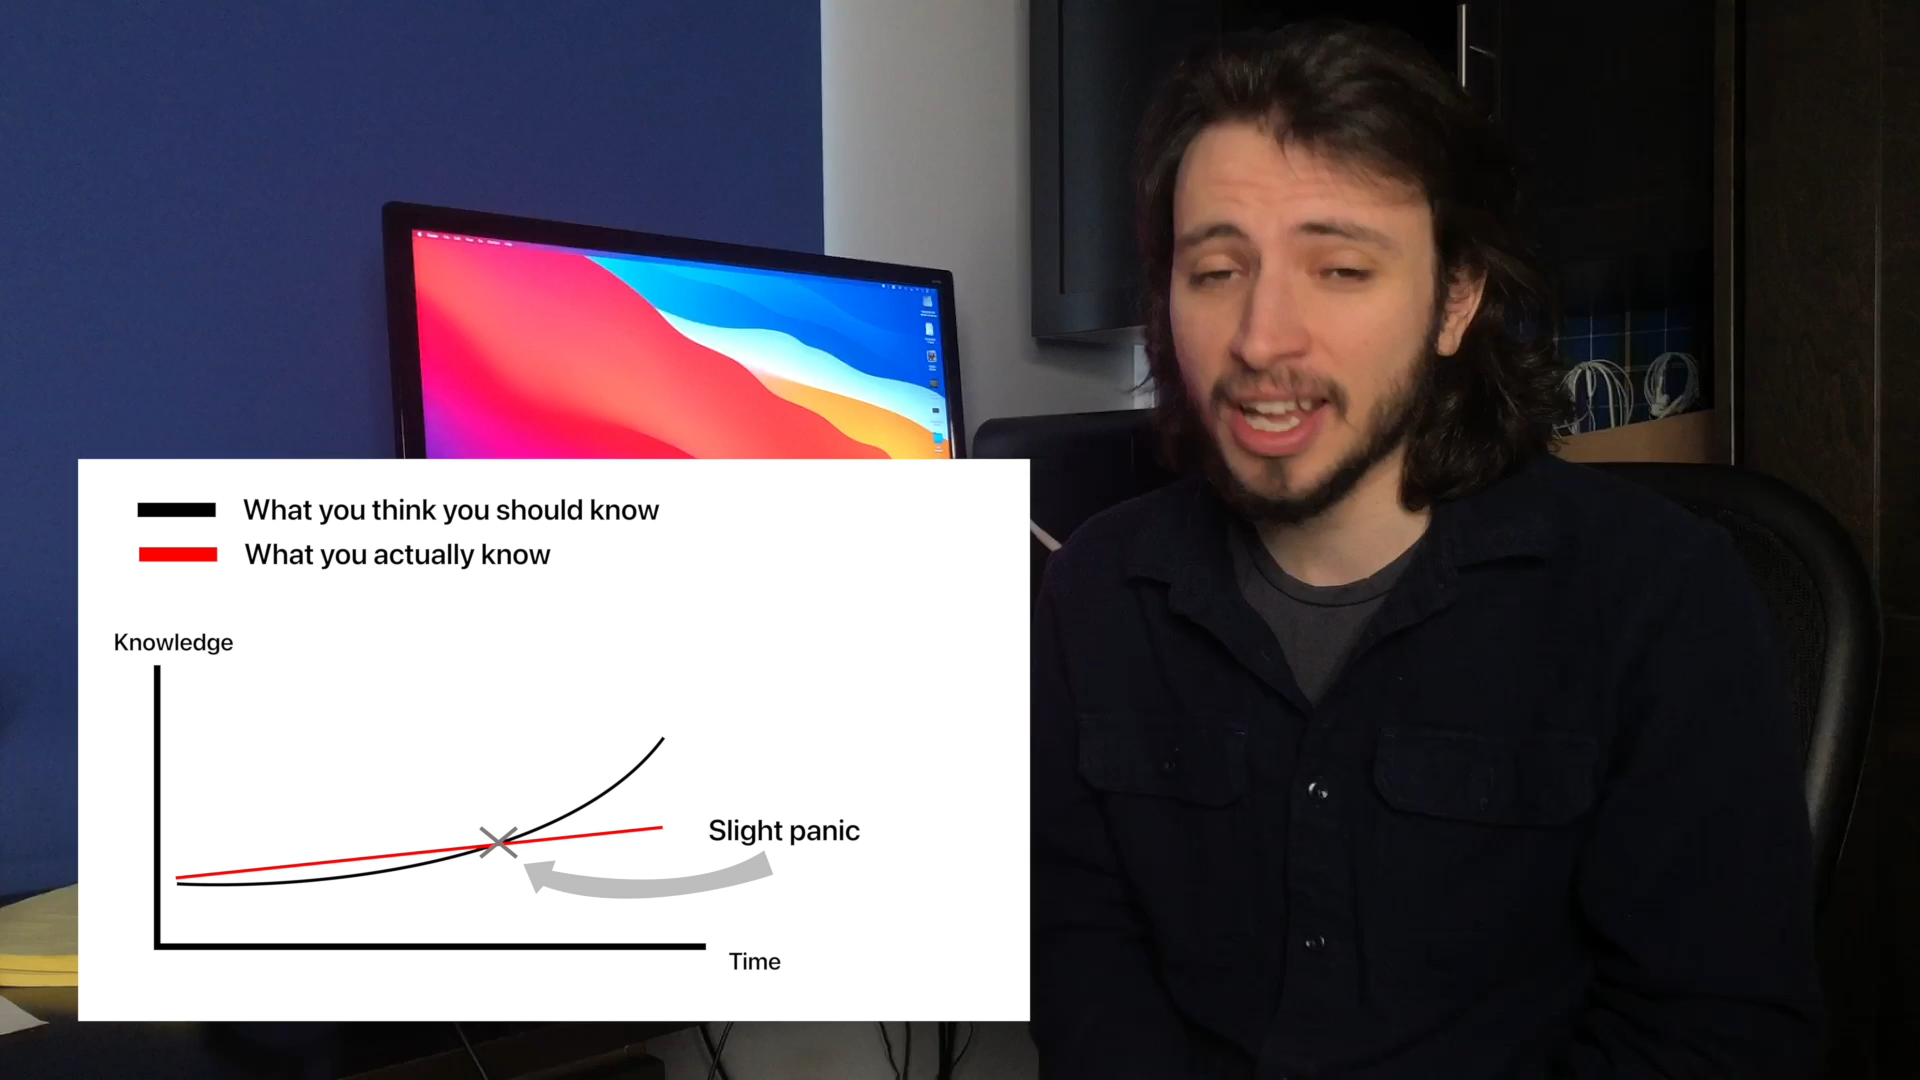 What you think you should know
What you actually know
Knowledge
Slight panic
Time